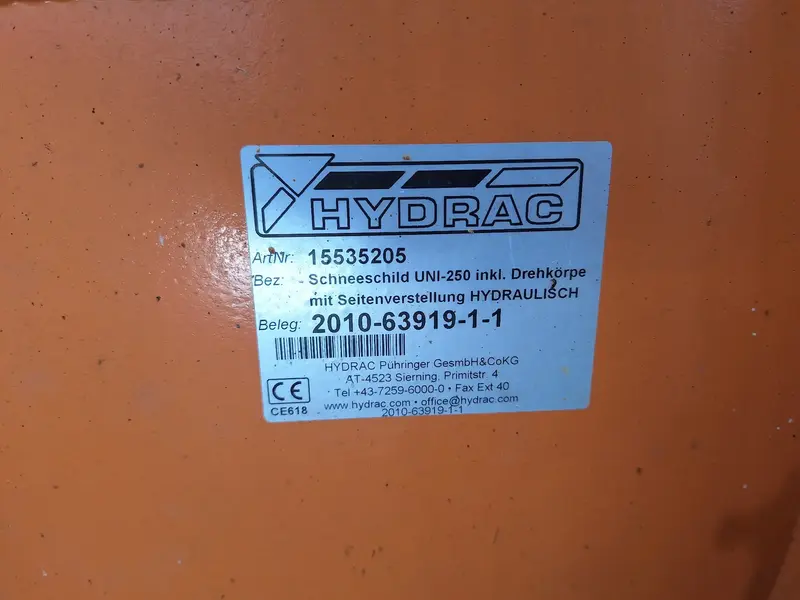 HYDRAC
ArtNr: 15535205
Bez: Schneeschild UNI-250 inkl. Drehkörpe
mit Seitenverstellung HYDRAULISCH
Beleg: 2010-63919-1-1
HYDRAC Pühringer GesmbH&CoKG
AT-4523 Sierning, Primitstr. 4
Tel +43-7259-6000-0 • Fax Ext 40
www.hydrac.com • office@hydrac.com
2010-63919-1-1
CE
CE618